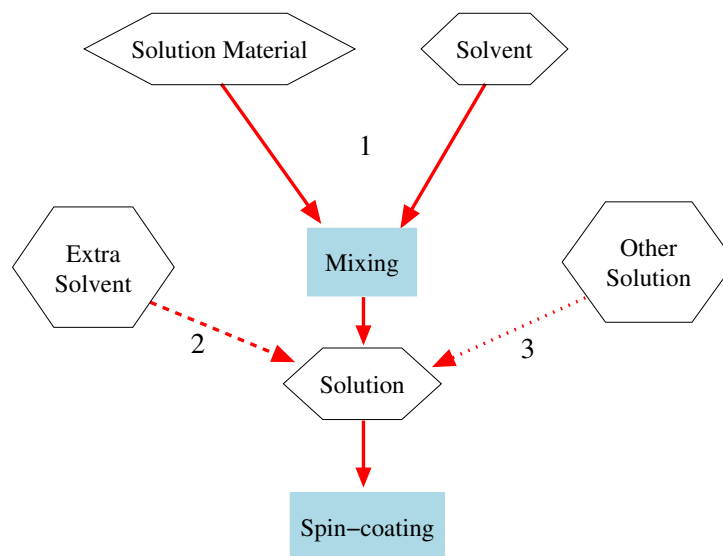 Solution Material
Solvent
1
Mixing
Extra
Solvent
Other
Solution
2
3
Solution
Spin−coating